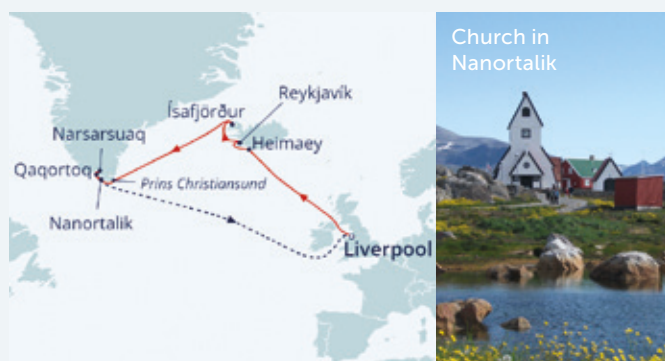 Church in
Nanortalik
Reykjavík
Ísafjörður
Narsarsuaq
Heimaey
Qaqortoq
Prins Christiansund
Nanortalik
Liverpool